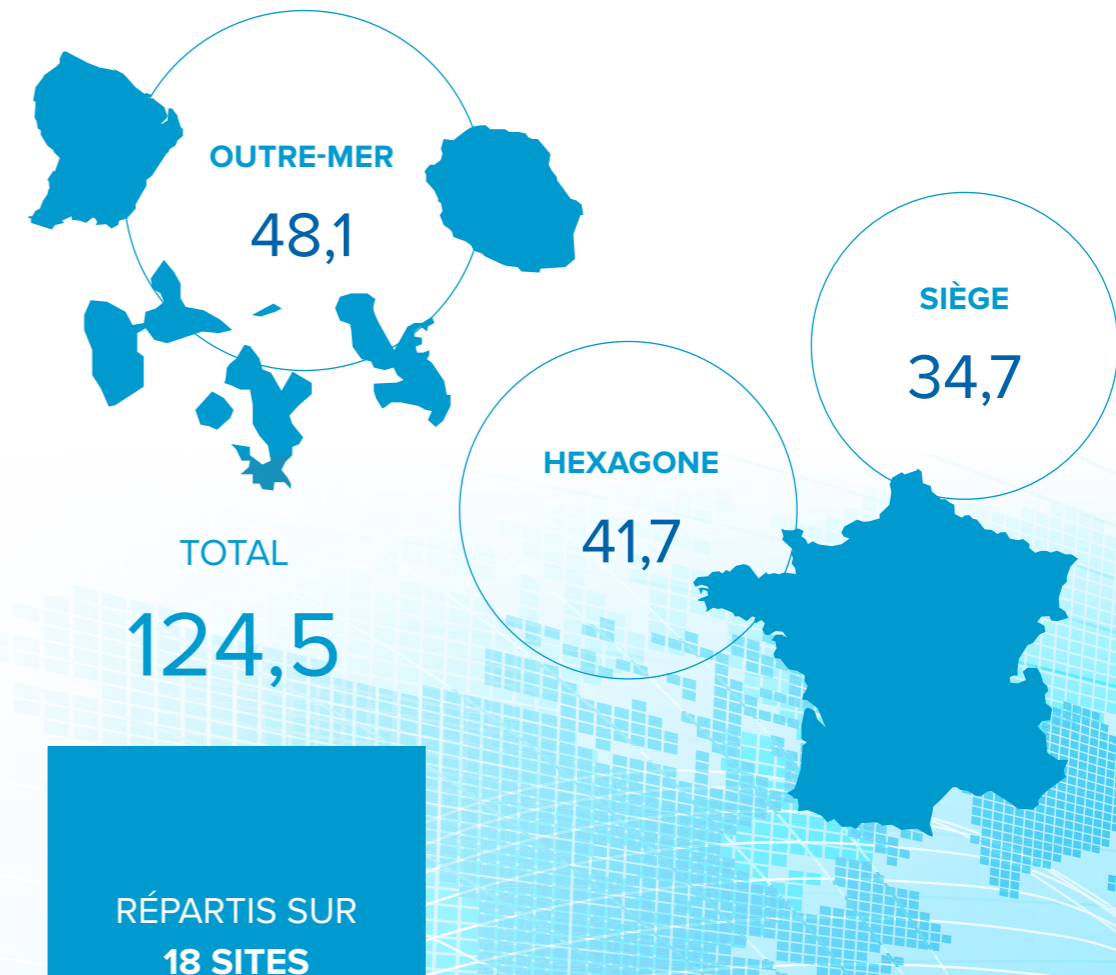 OUTRE-MER
48,1
SIÈGE
34,7
HEXAGONE
41,7
TOTAL
124,5
RÉPARTIS SUR
18 SITES